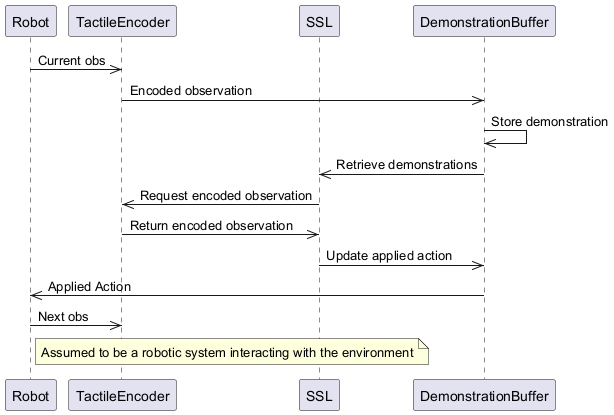 Robot TactileEncoder SSL DemonstrationBuffer
Current obs
Encoded observation
Store demonstration
Retrieve demonstrations
Request encoded observation
Return encoded observation
Update applied action
Applied Action
Next obs
Assumed to be a robotic system interacting with the environment
Robot TactileEncoder SSL DemonstrationBuffer